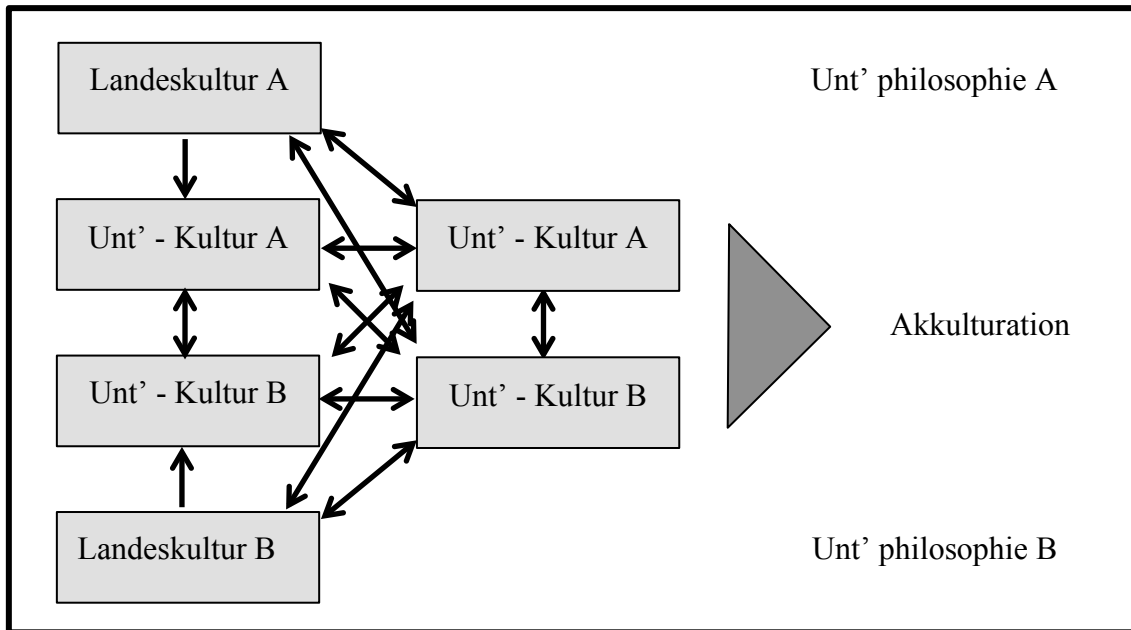 Landeskultur A
Unt’ philosophie A
Unt’ - Kultur A
Unt’ - Kultur A
Akkulturation
Unt’ - Kultur B
Unt’ - Kultur B
Landeskultur B
Unt’ philosophie B